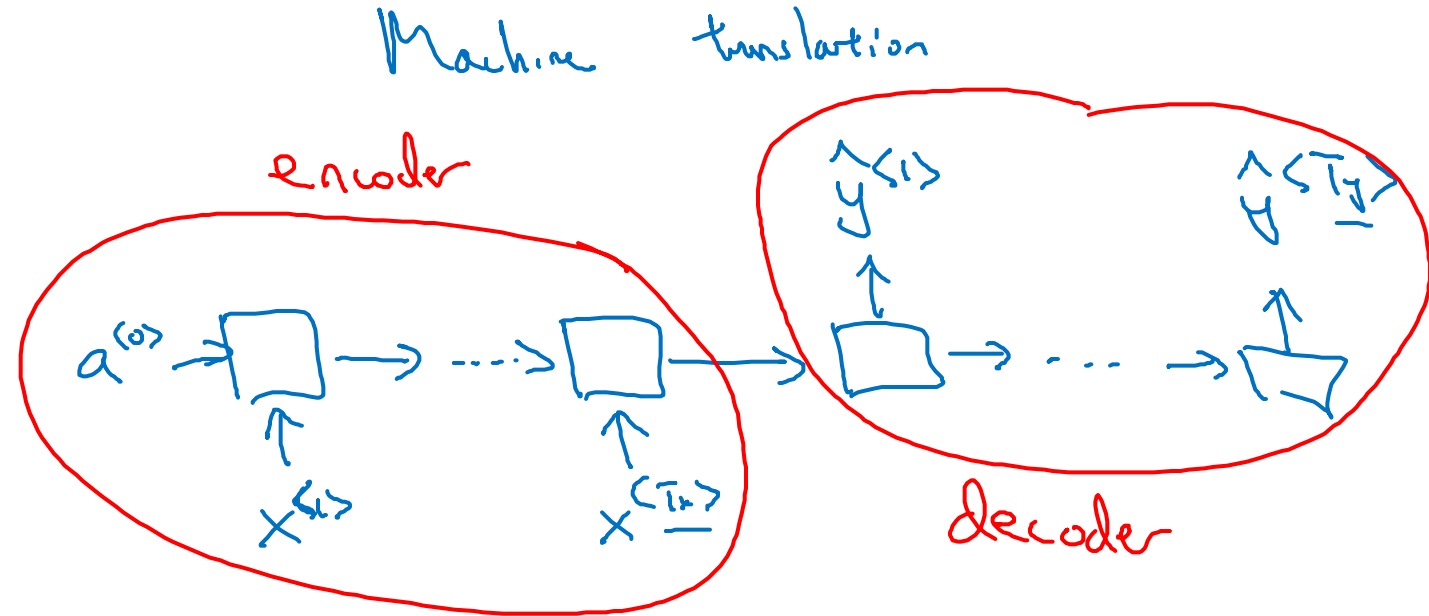 Machine translation
encoder
ŷ<1> ŷ<Ty>
a<0>
x<1> x<Tx>
decoder